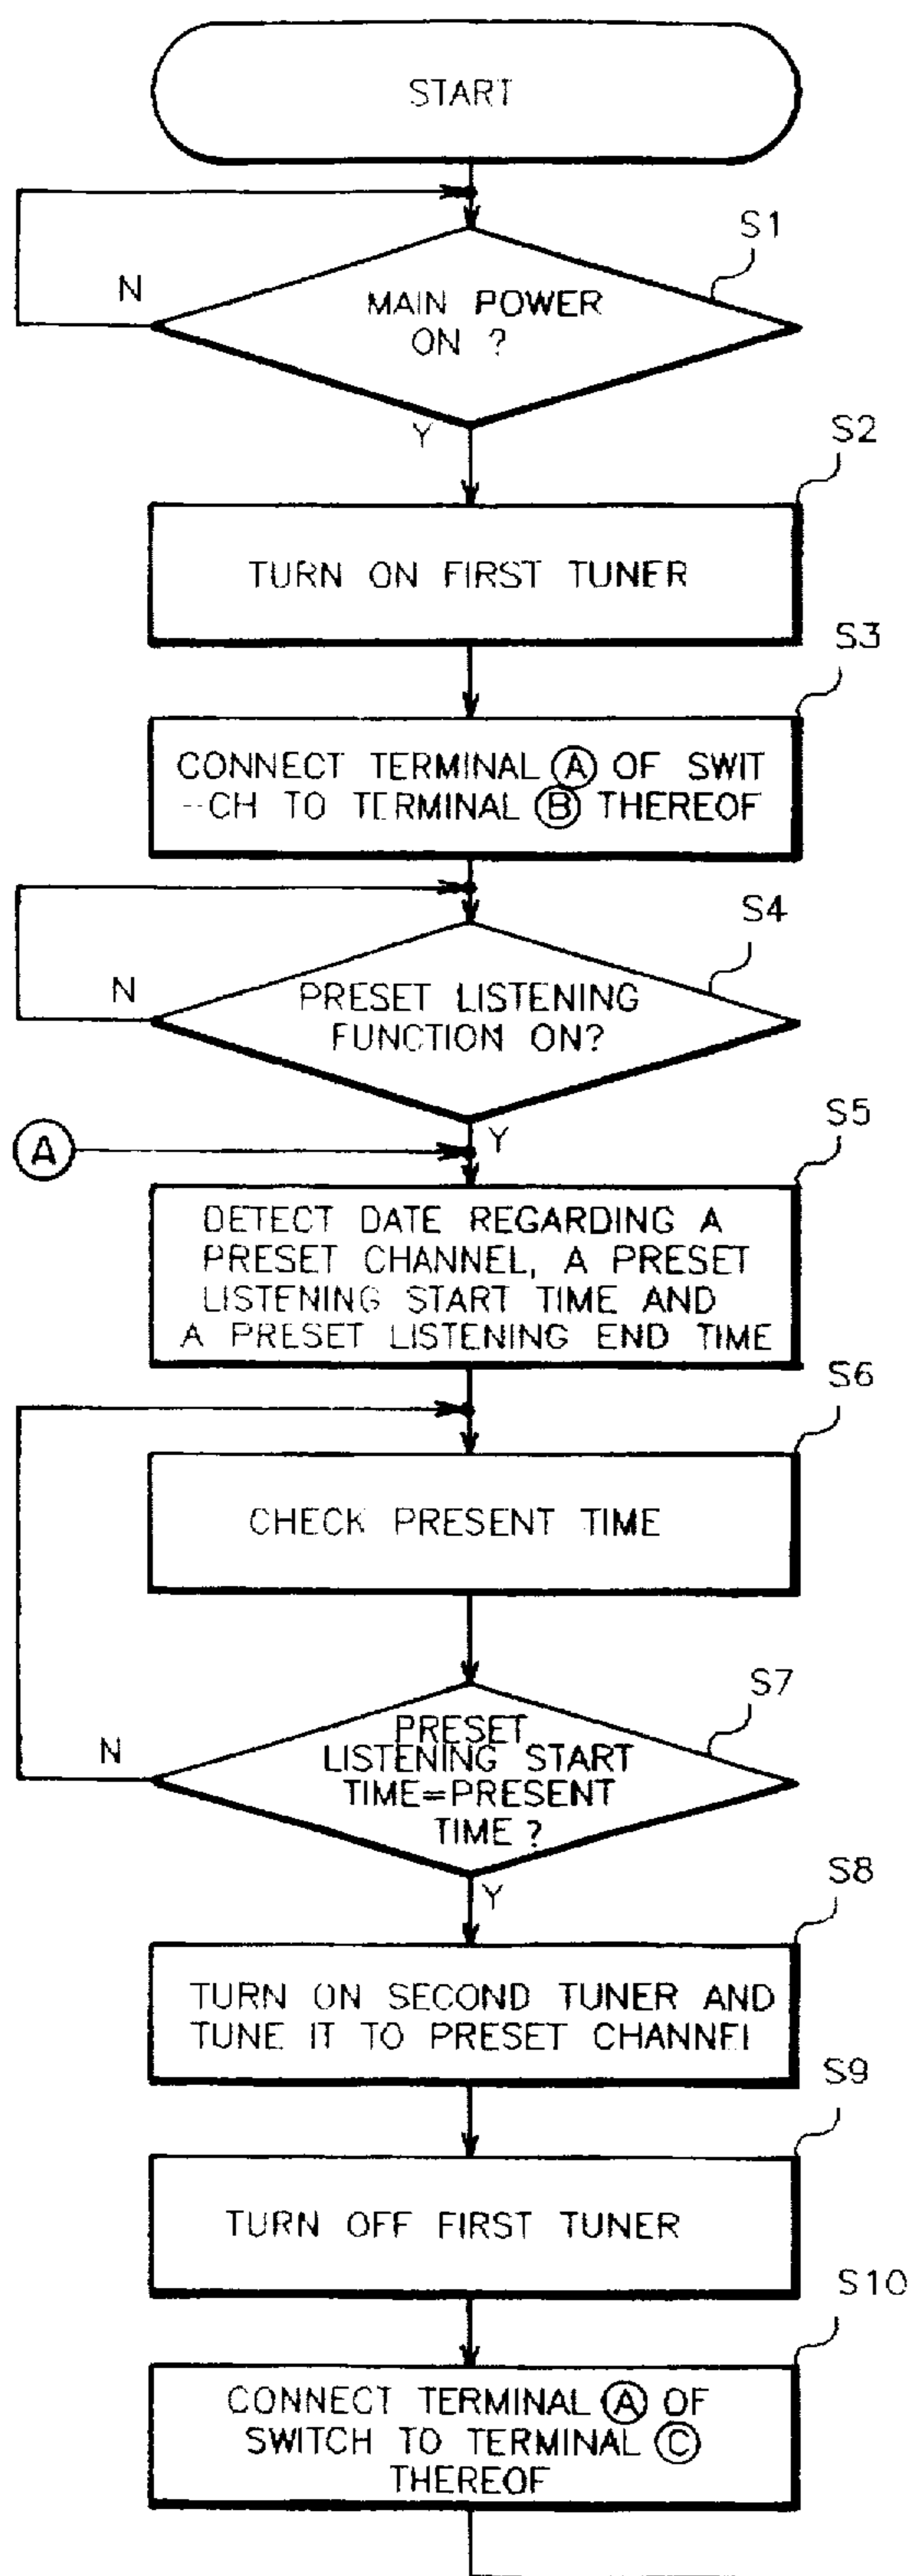 START
S1
N
MAIN POWER
ON ?
Y
S2
TURN ON FIRST TUNER
S3
CONNECT TERMINAL Ⓐ OF SWIT
--CH TO TERMINAL Ⓑ THEREOF
S4
N
PRESET LISTENING
FUNCTION ON?
Y
Ⓐ
S5
DETECT DATE REGARDING A
PRESET CHANNEL, A PRESET
LISTENING START TIME AND
A PRESET LISTENING END TIME
S6
CHECK PRESENT TIME
S7
N
PRESET
LISTENING START
TIME=PRESENT
TIME ?
Y
S8
TURN ON SECOND TUNER AND
TUNE IT TO PRESET CHANNEL
S9
TURN OFF FIRST TUNER
S10
CONNECT TERMINAL Ⓐ OF
SWITCH TO TERMINAL Ⓒ
THEREOF